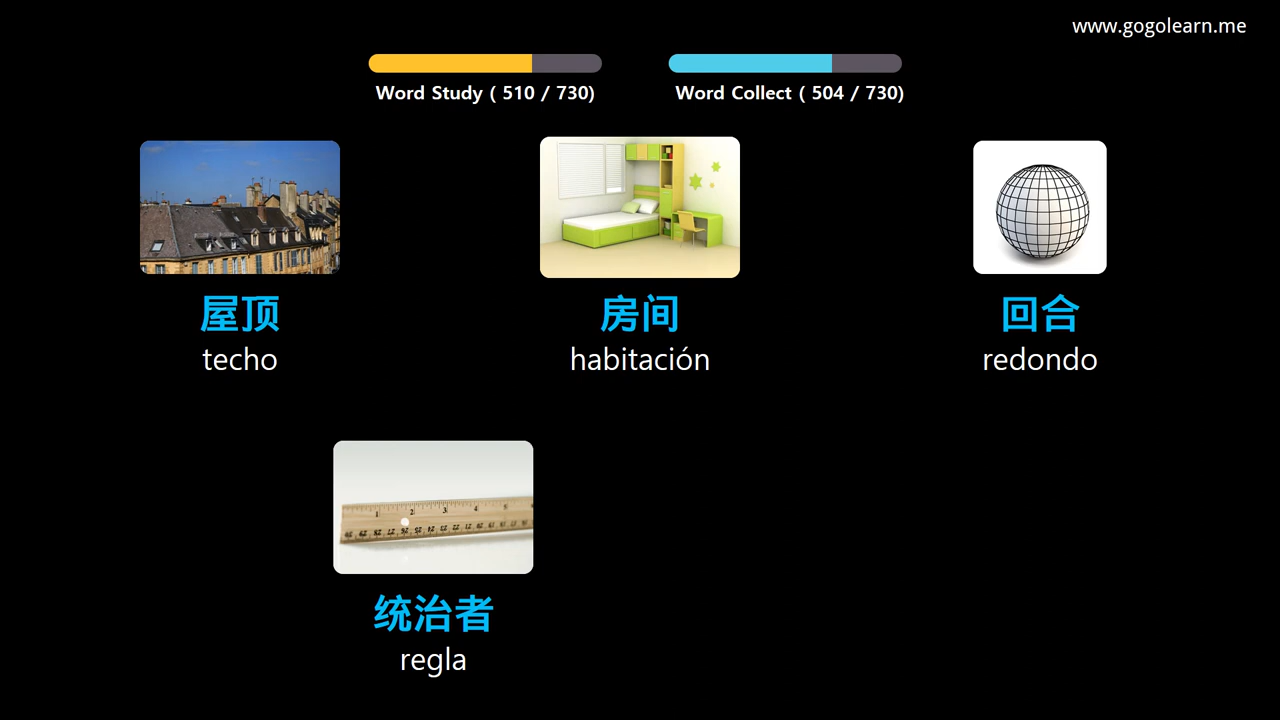 www.gogolearn.me
Word Study ( 510 / 730)
Word Collect ( 504 / 730)
屋顶
techo
房间
habitación
回合
redondo
统治者
regla